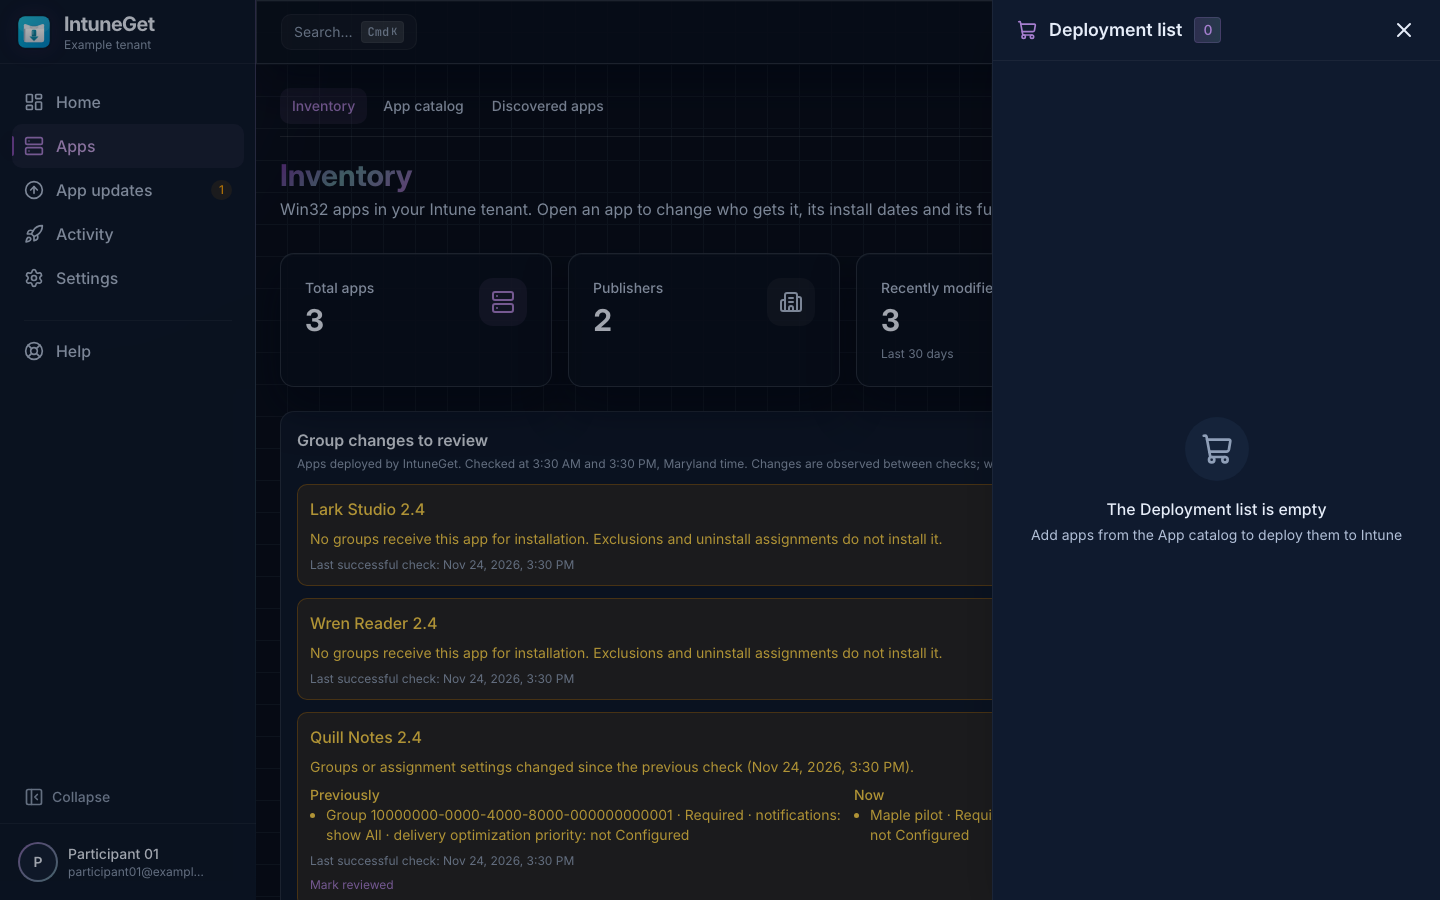 IntuneGet
Example tenant
Home
Apps
App updates
1
Activity
Settings
Help
Collapse
P
Participant 01
participant01@exampl...
Search...
Cmd K
Inventory
App catalog
Discovered apps
Inventory
Win32 apps in your Intune tenant. Open an app to change who gets it, its install dates and its fu
Total apps
3
Publishers
2
Recently modifie
3
Last 30 days
Group changes to review
Apps deployed by IntuneGet. Checked at 3:30 AM and 3:30 PM, Maryland time. Changes are observed between checks; w
Lark Studio 2.4
No groups receive this app for installation. Exclusions and uninstall assignments do not install it.
Last successful check: Nov 24, 2026, 3:30 PM
Wren Reader 2.4
No groups receive this app for installation. Exclusions and uninstall assignments do not install it.
Last successful check: Nov 24, 2026, 3:30 PM
Quill Notes 2.4
Groups or assignment settings changed since the previous check (Nov 24, 2026, 3:30 PM).
Previously
Group 10000000-0000-4000-8000-000000000001 · Required · notifications:
show All · delivery optimization priority: not Configured
Now
Maple pilot · Requi
not Configured
Last successful check: Nov 24, 2026, 3:30 PM
Mark reviewed
Deployment list
0
The Deployment list is empty
Add apps from the App catalog to deploy them to Intune